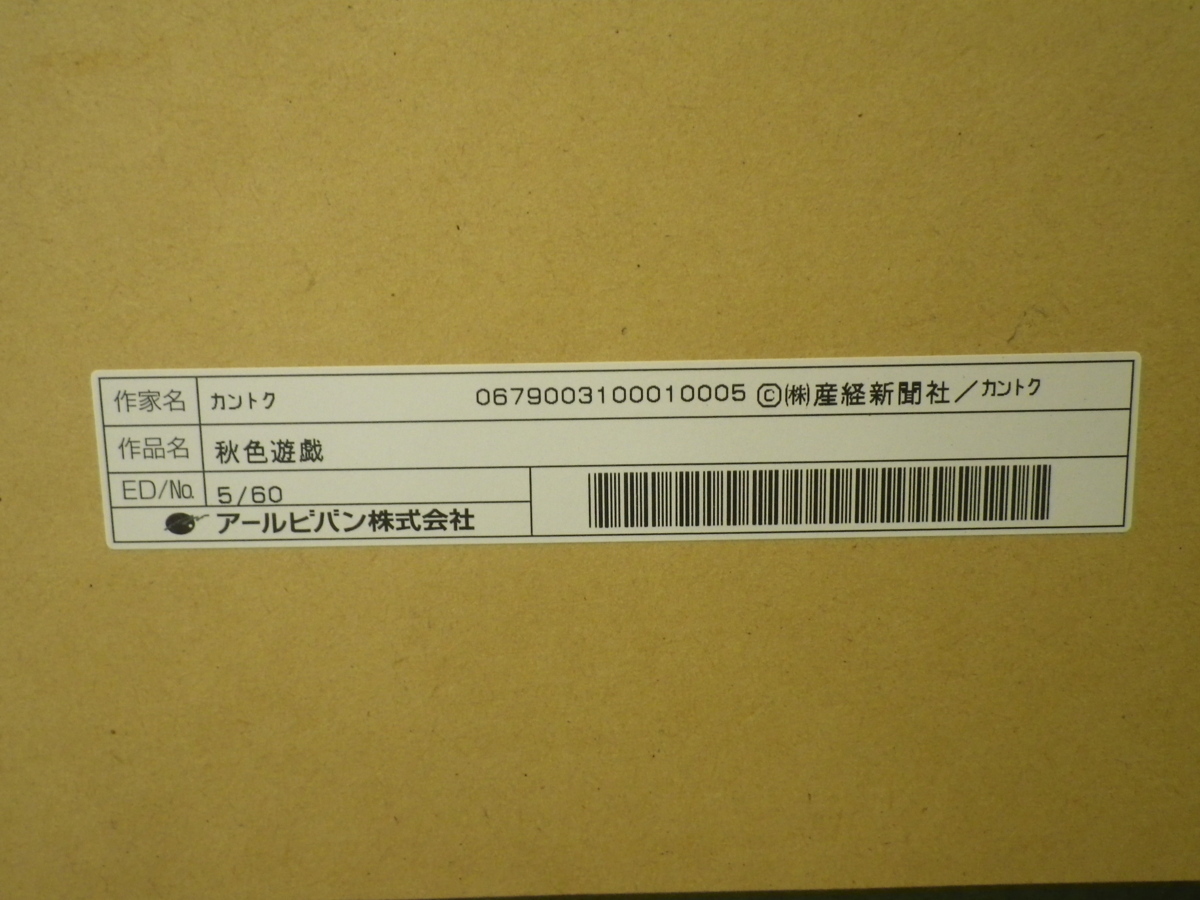 作家名 カントク 0679003100010005 ©㈱産経新聞社／カントク
作品名 秋色遊戯
ED/No. 5/60
アールビバン株式会社